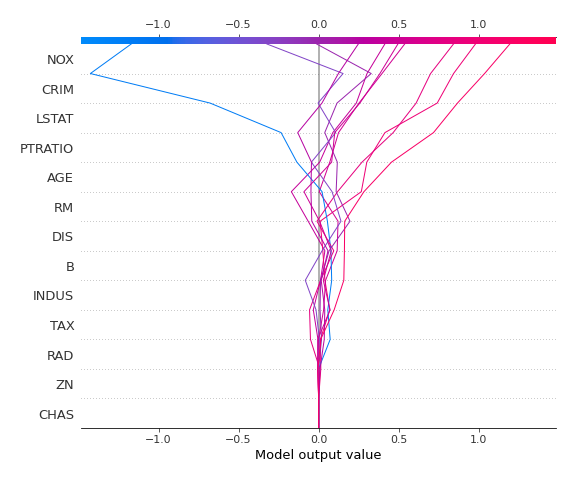 −1.0 −0.5 0.0 0.5 1.0
NOX
CRIM
LSTAT
PTRATIO
AGE
RM
DIS
B
INDUS
TAX
RAD
ZN
CHAS
−1.0 −0.5 0.0 0.5 1.0
Model output value